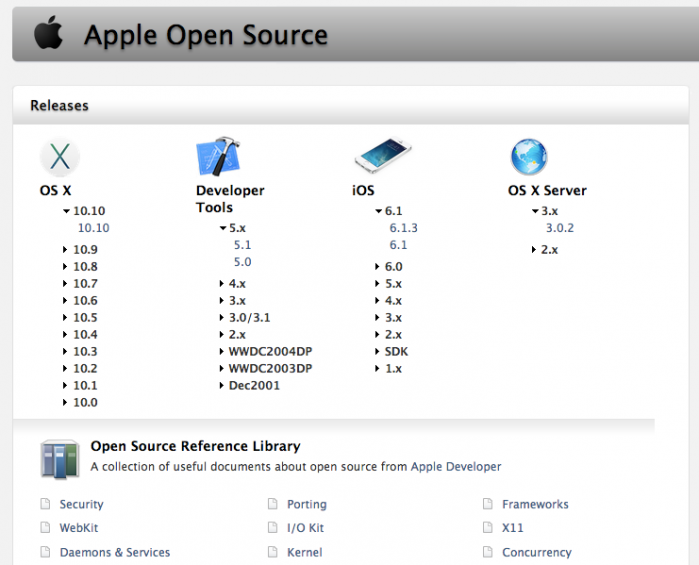 Apple Open Source
Releases
OS X
10.10
10.10
10.9
10.8
10.7
10.6
10.5
10.4
10.3
10.2
10.1
10.0
Developer
Tools
5.x
5.1
5.0
4.x
3.x
3.0/3.1
2.x
WWDC2004DP
WWDC2003DP
Dec2001
iOS
6.1
6.1.3
6.1
6.0
5.x
4.x
3.x
2.x
SDK
1.x
OS X Server
3.x
3.0.2
2.x
Open Source Reference Library
A collection of useful documents about open source from Apple Developer
Security
Porting
Frameworks
WebKit
I/O Kit
X11
Daemons & Services
Kernel
Concurrency